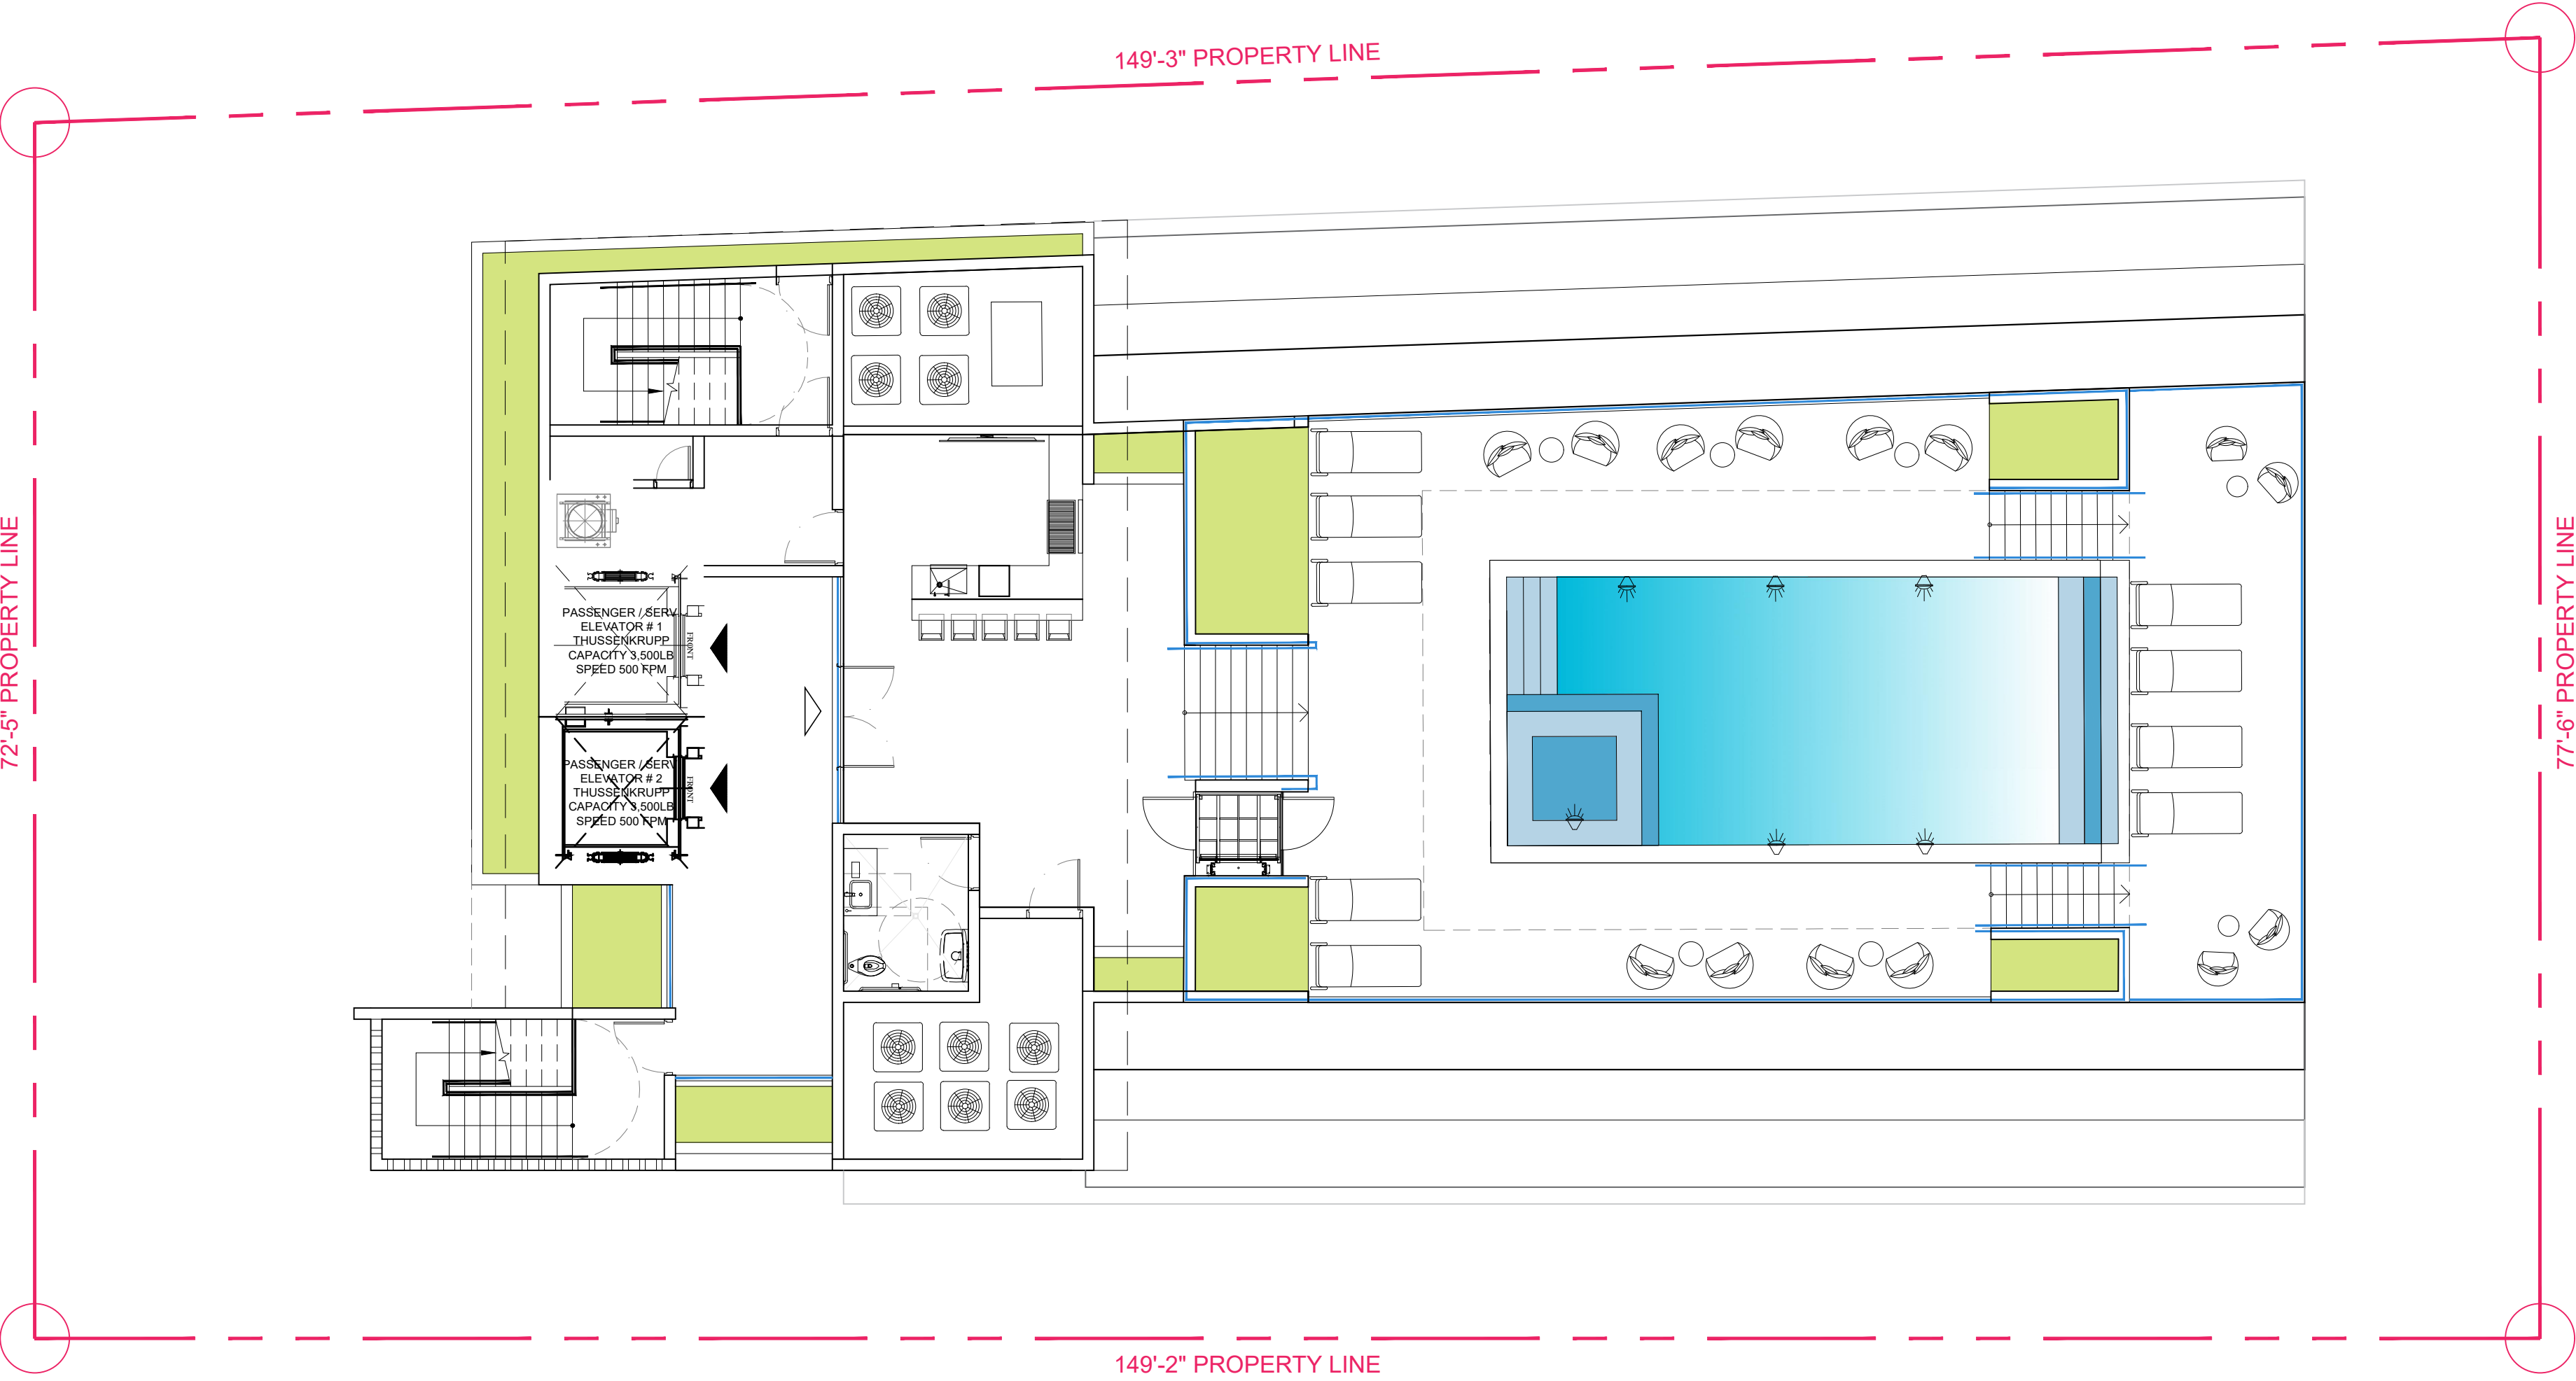 149'-3" PROPERTY LINE
72'-5" PROPERTY LINE
PASSENGER / SERV
ELEVATOR # 1
THUSSENKRUPP
CAPACITY 3,500LB
SPEED 500 FPM
FRONT
PASSENGER / SERV
ELEVATOR # 2
THUSSENKRUPP
CAPACITY 3,500LB
SPEED 500 FPM
FRONT
77'-6" PROPERTY LINE
149'-2" PROPERTY LINE